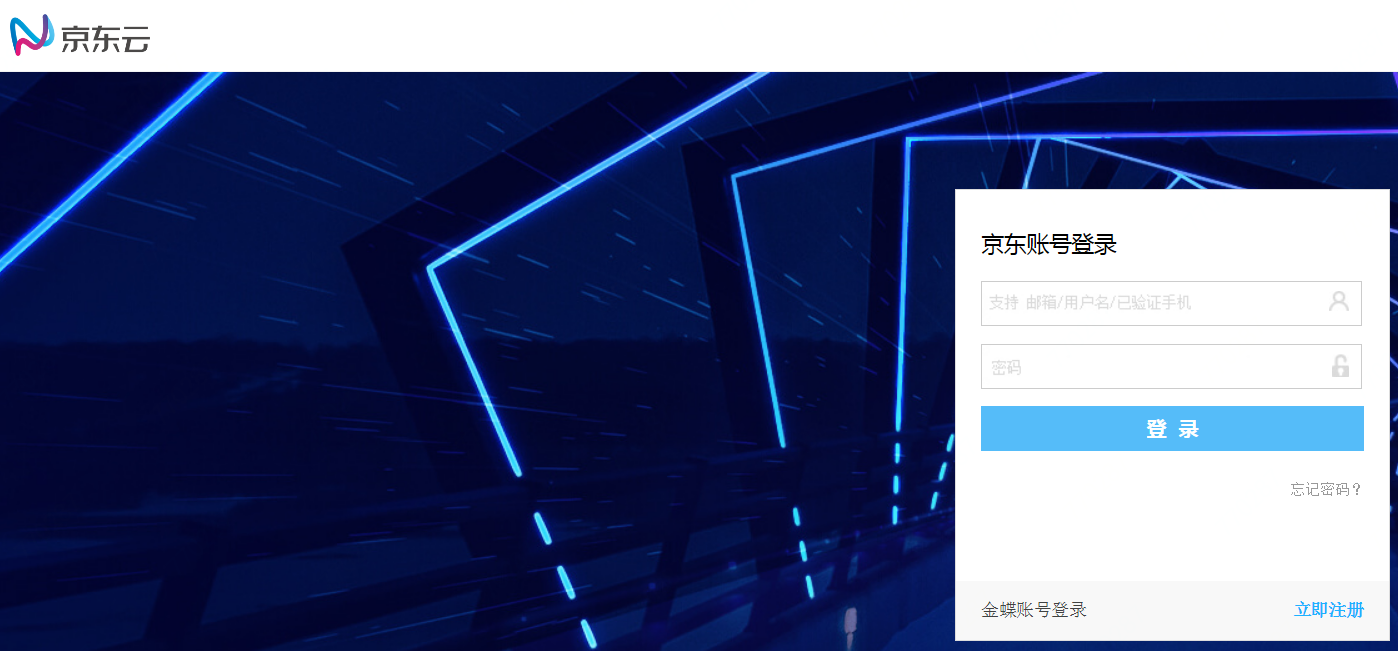 京东云
京东账号登录
支持 邮箱/用户名/已验证手机
密码
登 录
忘记密码？
金蝶账号登录 立即注册